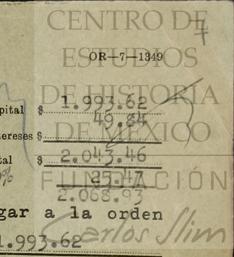 CENTRO DE
ESTUDIOS
OR-7-1349
DE HISTORIA
pital $ 1.993.62
49.84
tereses $
DE MÉXICO
tal $ 2.043.46
% 25.47
FUNDACIÓN
2.068.93
gar a la orden
Carlos Slim
1.993.62